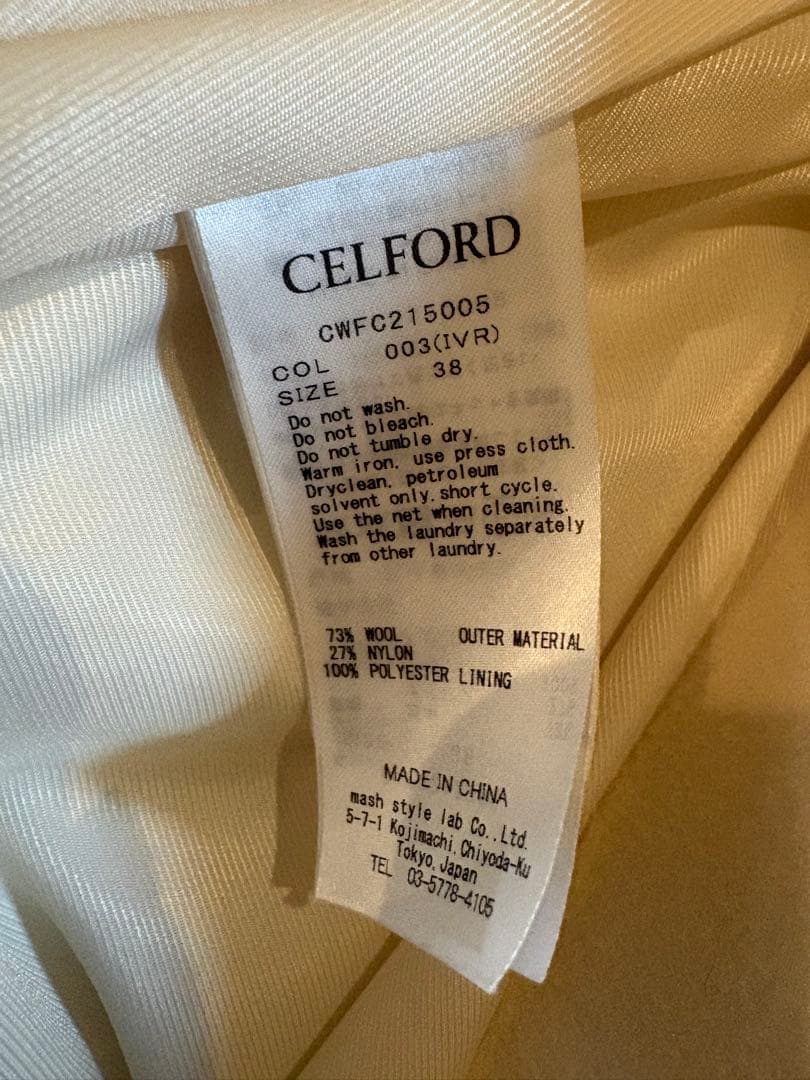 CELFORD
CWFC215005
COL 003(IVR)
SIZE 38
Do not wash.
Do not bleach.
Do not tumble dry.
Warm iron. use press cloth.
Dryclean. petroleum
solvent only. short cycle.
Use the net when cleaning.
Wash the laundry separately
from other laundry.
73% WOOL OUTER MATERIAL
27% NYLON
100% POLYESTER LINING
MADE IN CHINA
mash style lab Co.,Ltd.
5-7-1 Kojimachi,Chiyoda-Ku
Tokyo,Japan
TEL 03-5778-4105